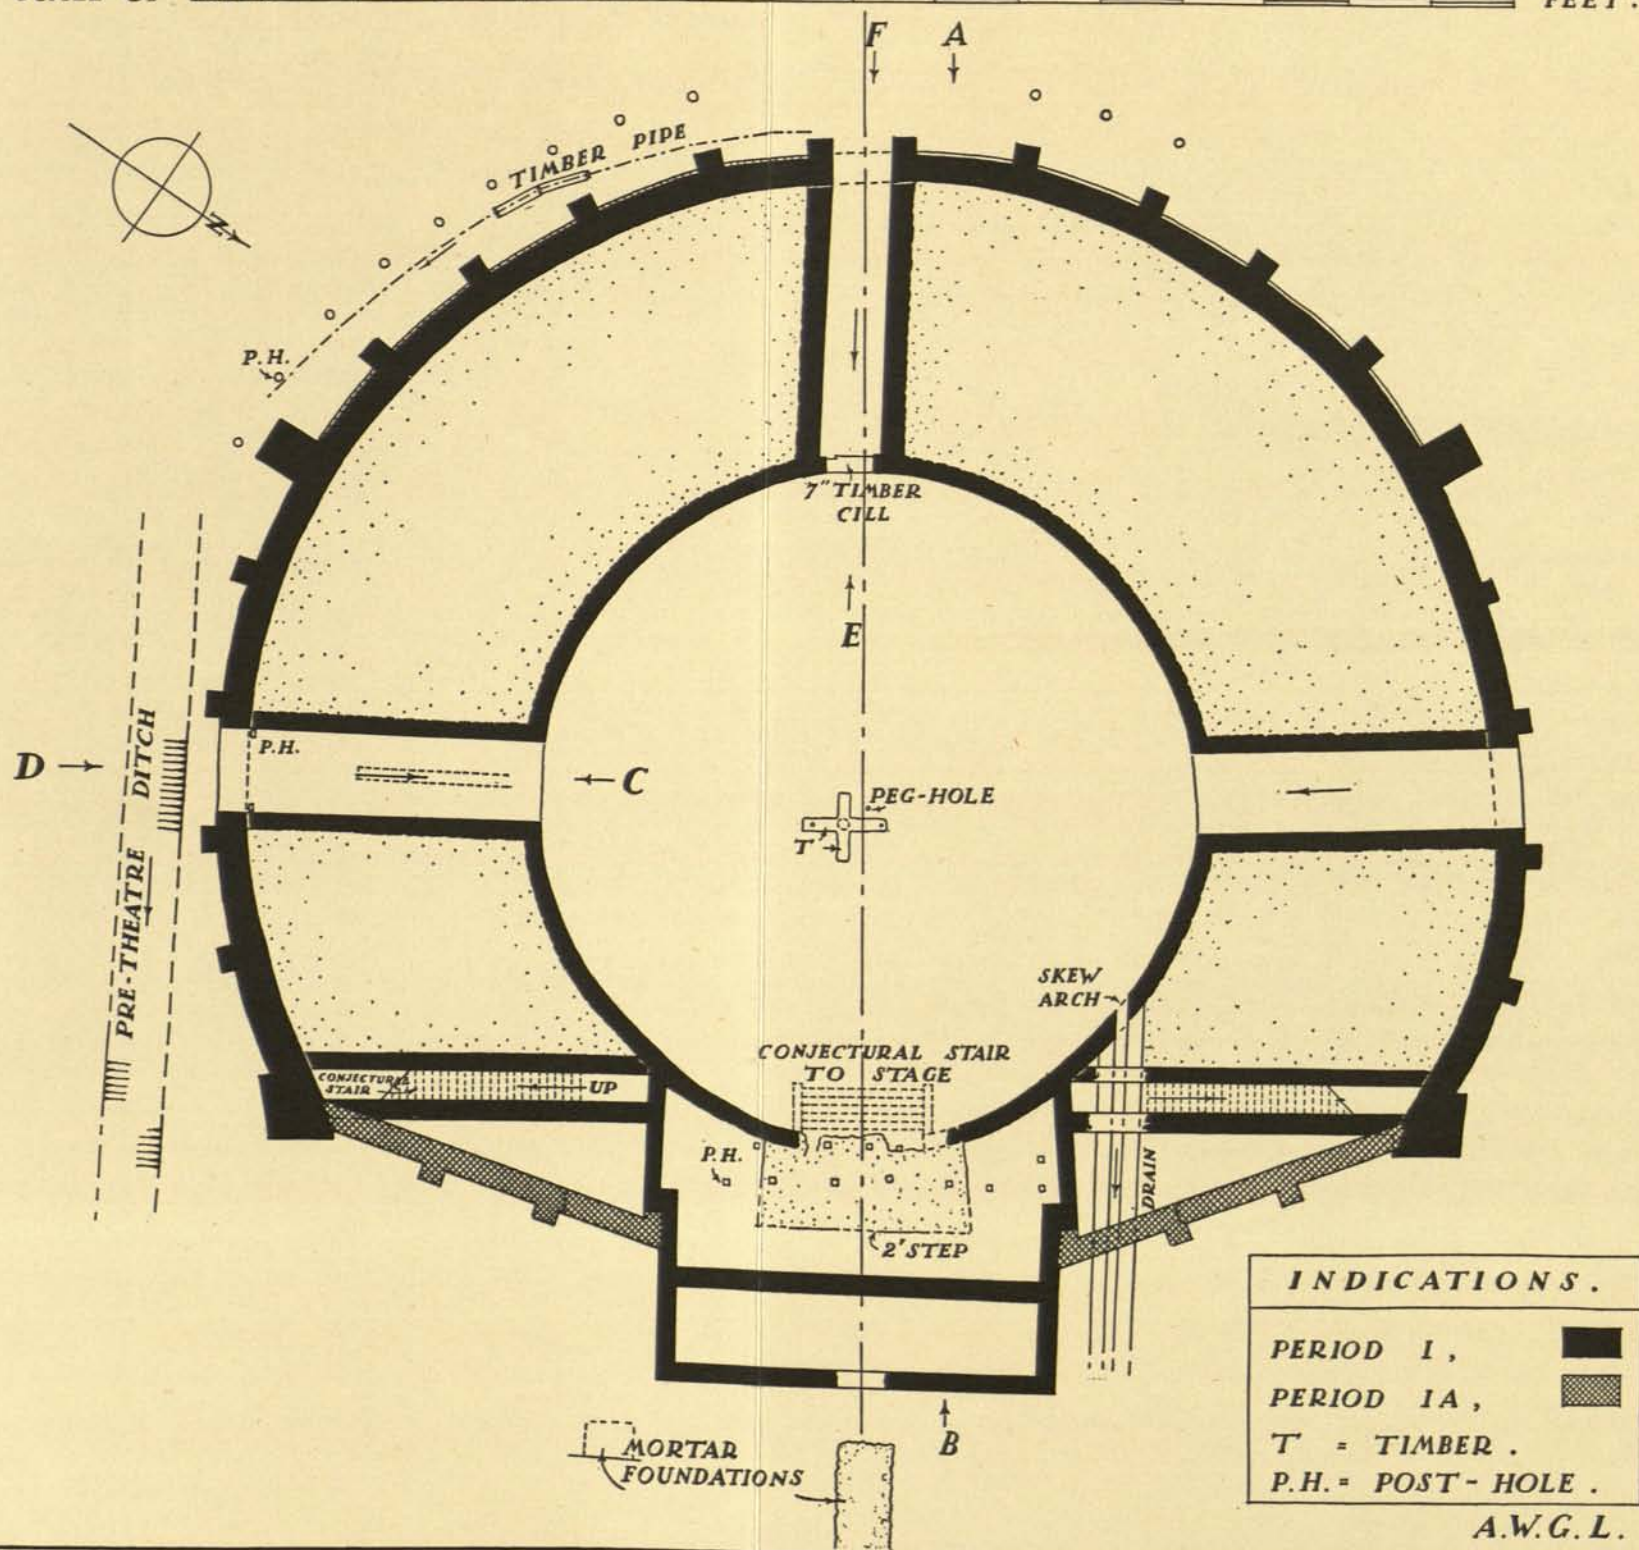 FEET.
F
A
TIMBER PIPE
N
P.H.
7" TIMBER
CILL
E
D
P.H.
C
PRE-THEATRE DITCH
PEG-HOLE
T
SKEW
ARCH
CONJECTURAL STAIR
TO STAGE
CONJECTURAL
STAIR
UP
P.H.
DRAIN
2' STEP
B
MORTAR
FOUNDATIONS
INDICATIONS.
PERIOD I,
PERIOD IA,
T = TIMBER.
P.H. = POST-HOLE.
A.W.G.L.